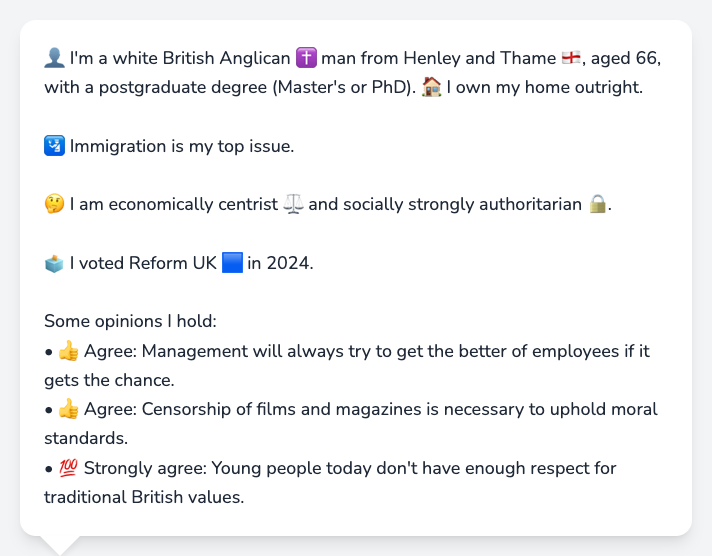 👤 I'm a white British Anglican ✝️ man from Henley and Thame 🏴󠁧󠁢󠁥󠁮󠁧󠁿, aged 66,
with a postgraduate degree (Master's or PhD). 🏠 I own my home outright.
🛂 Immigration is my top issue.
🤔 I am economically centrist ⚖️ and socially strongly authoritarian 🔒.
🗳️ I voted Reform UK 🟦 in 2024.
Some opinions I hold:
• 👍 Agree: Management will always try to get the better of employees if it
gets the chance.
• 👍 Agree: Censorship of films and magazines is necessary to uphold moral
standards.
• 💯 Strongly agree: Young people today don't have enough respect for
traditional British values.